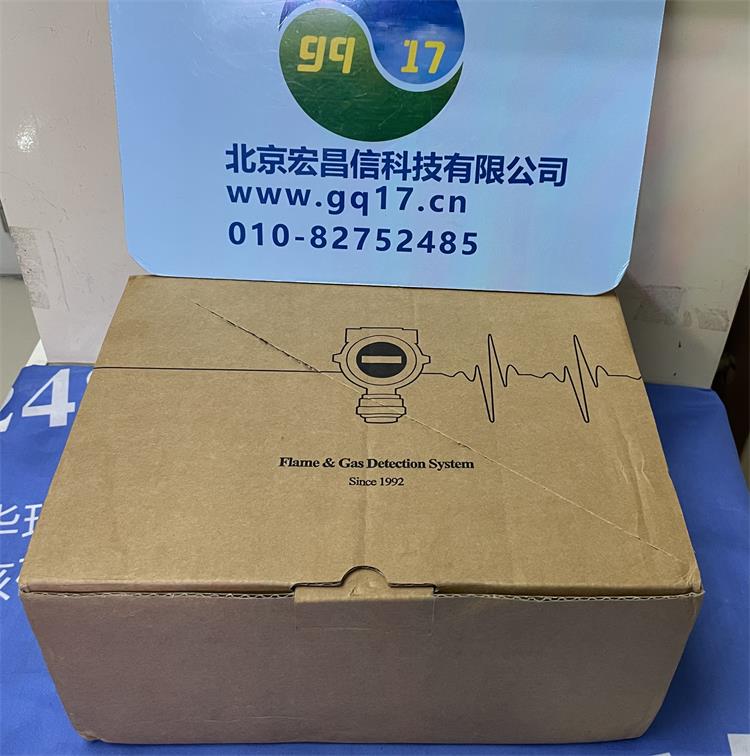 gq 17
北京宏昌信科技有限公司
www.gq17.cn
010-82752485
Flame & Gas Detection System
Since 1992
24